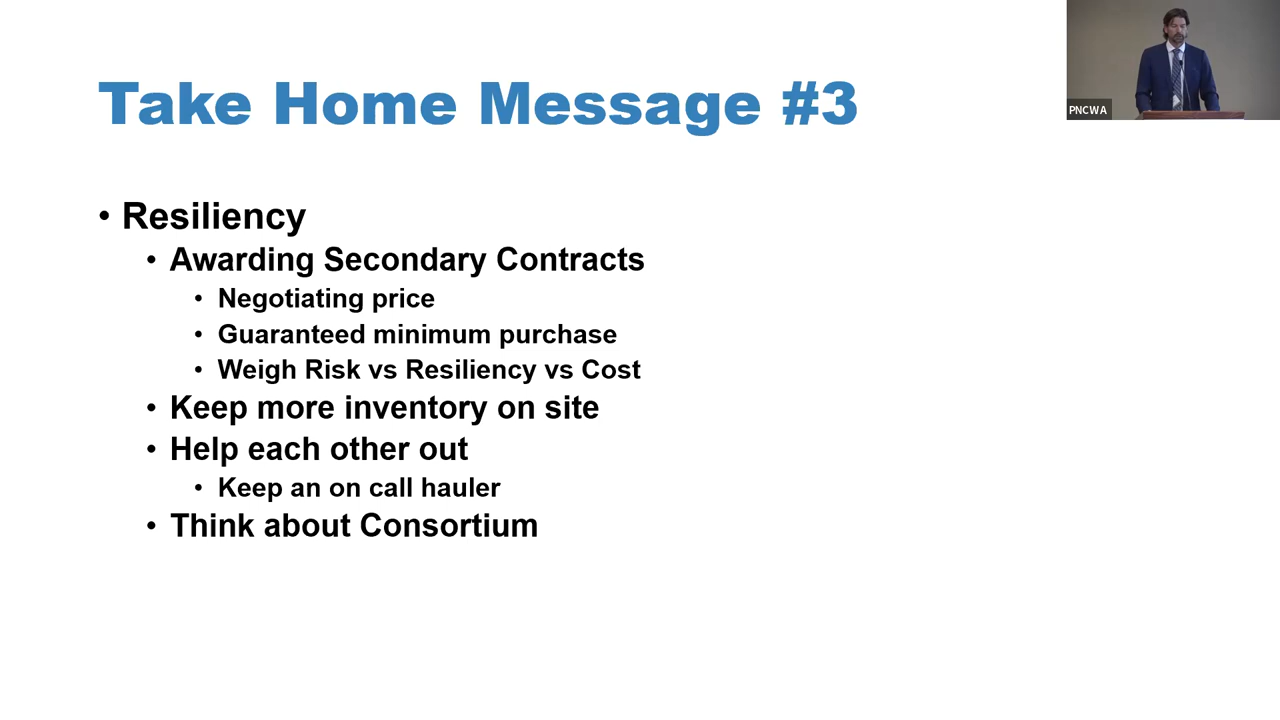 Take Home Message #3
PNCWA
• Resiliency
• Awarding Secondary Contracts
• Negotiating price
• Guaranteed minimum purchase
• Weigh Risk vs Resiliency vs Cost
• Keep more inventory on site
• Help each other out
• Keep an on call hauler
• Think about Consortium